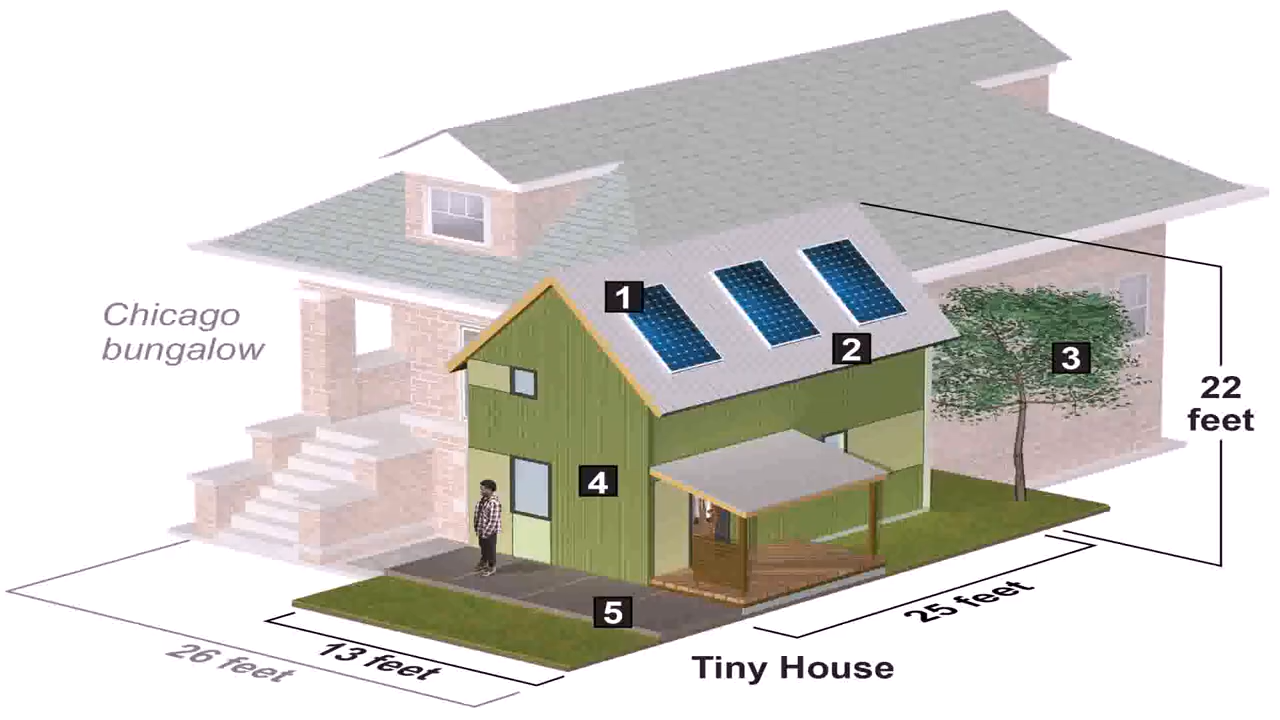 1
2
3
Chicago
bungalow
22
feet
4
5
25 feet
13 feet
26 feet
Tiny House